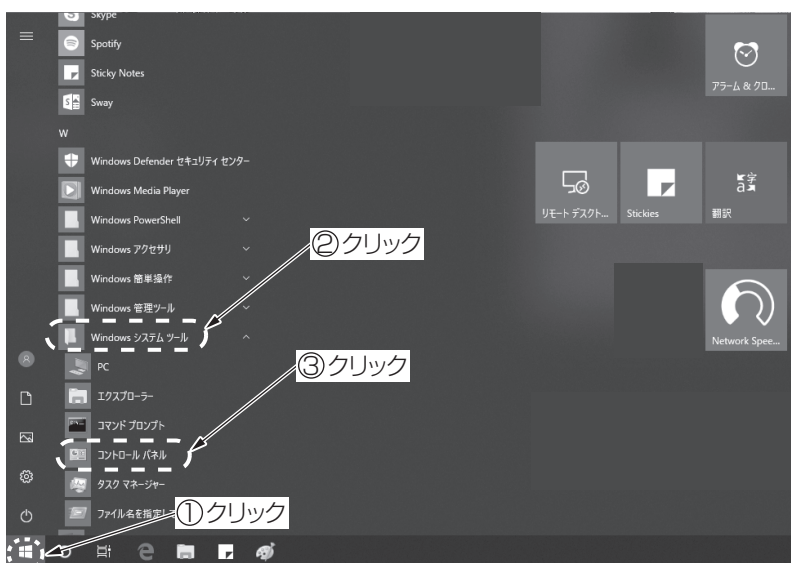 Skype
Spotify
Sticky Notes
Sway
W
Windows Defender セキュリティ センター
Windows Media Player
Windows PowerShell
Windows アクセサリ
②クリック
Windows 簡単操作
Windows 管理ツール
Windows システム ツール
PC
③クリック
エクスプローラー
コマンド プロンプト
コントロール パネル
タスク マネージャー
ファイル名を指定し
①クリック
アラーム & クロ...
リモート デスクト...
Stickies
翻訳
Network Spee...